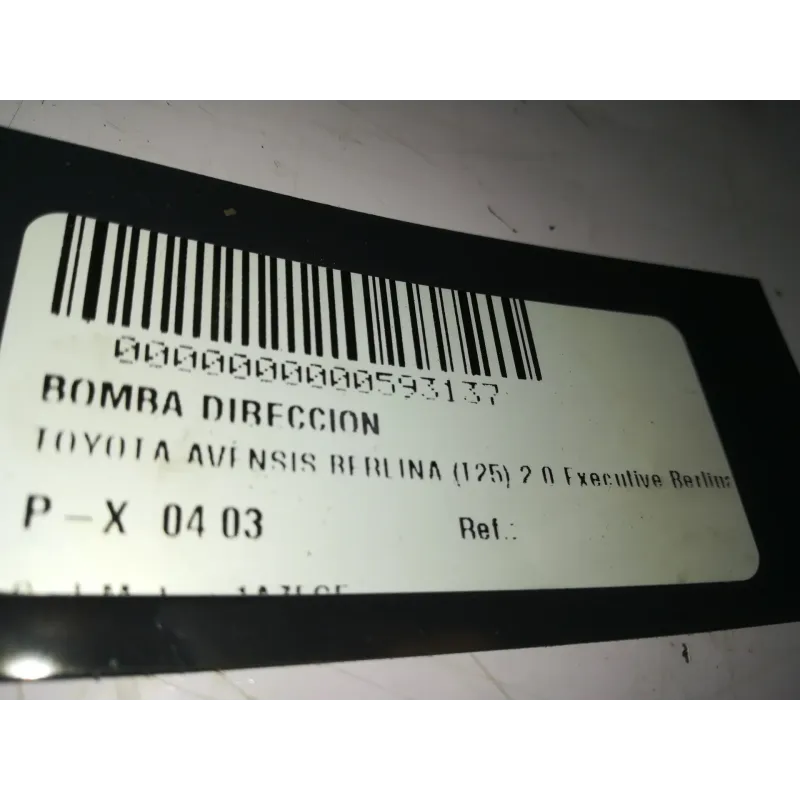 0000000000593137
BOMBA DIRECCION
TOYOTA AVENSIS BERLINA (T25) 2.0 Executive Berlina
P-X 04 03 Ref.: